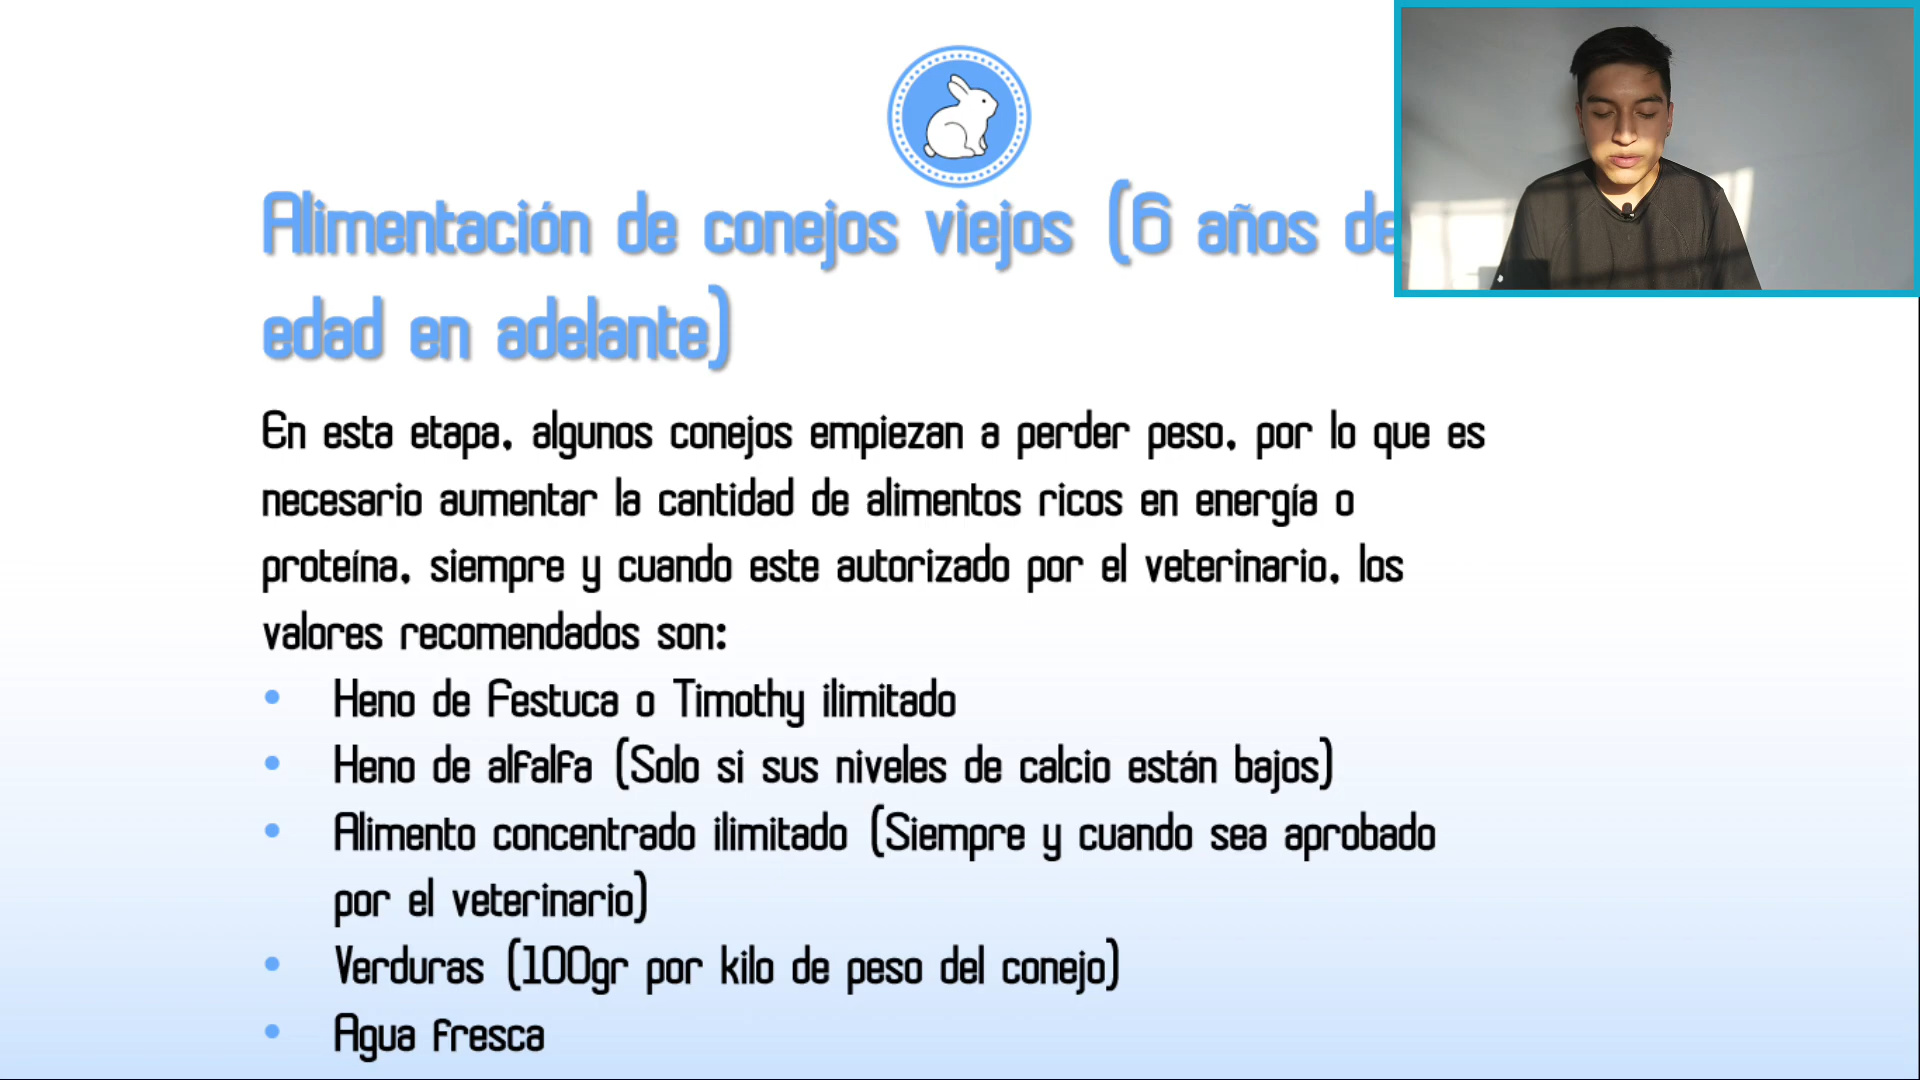 Alimentación de conejos viejos (6 años de
edad en adelante)
En esta etapa, algunos conejos empiezan a perder peso, por lo que es
necesario aumentar la cantidad de alimentos ricos en energía o
proteína, siempre y cuando este autorizado por el veterinario, los
valores recomendados son:
• Heno de Festuca o Timothy ilimitado
• Heno de alfalfa (Solo si sus niveles de calcio están bajos)
• Alimento concentrado ilimitado (Siempre y cuando sea aprobado
por el veterinario)
• Verduras (100gr por kilo de peso del conejo)
• Agua fresca